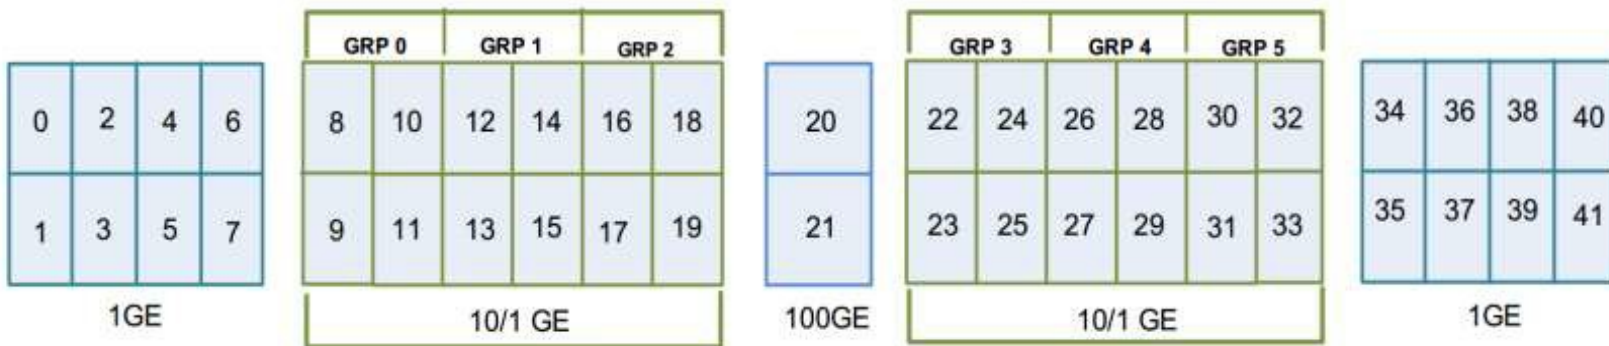 GRP 0 GRP 1 GRP 2 GRP 3 GRP 4 GRP 5
0 2 4 6 8 10 12 14 16 18 20 22 24 26 28 30 32 34 36 38 40
1 3 5 7 9 11 13 15 17 19 21 23 25 27 29 31 33 35 37 39 41
1GE 10/1 GE 100GE 10/1 GE 1GE